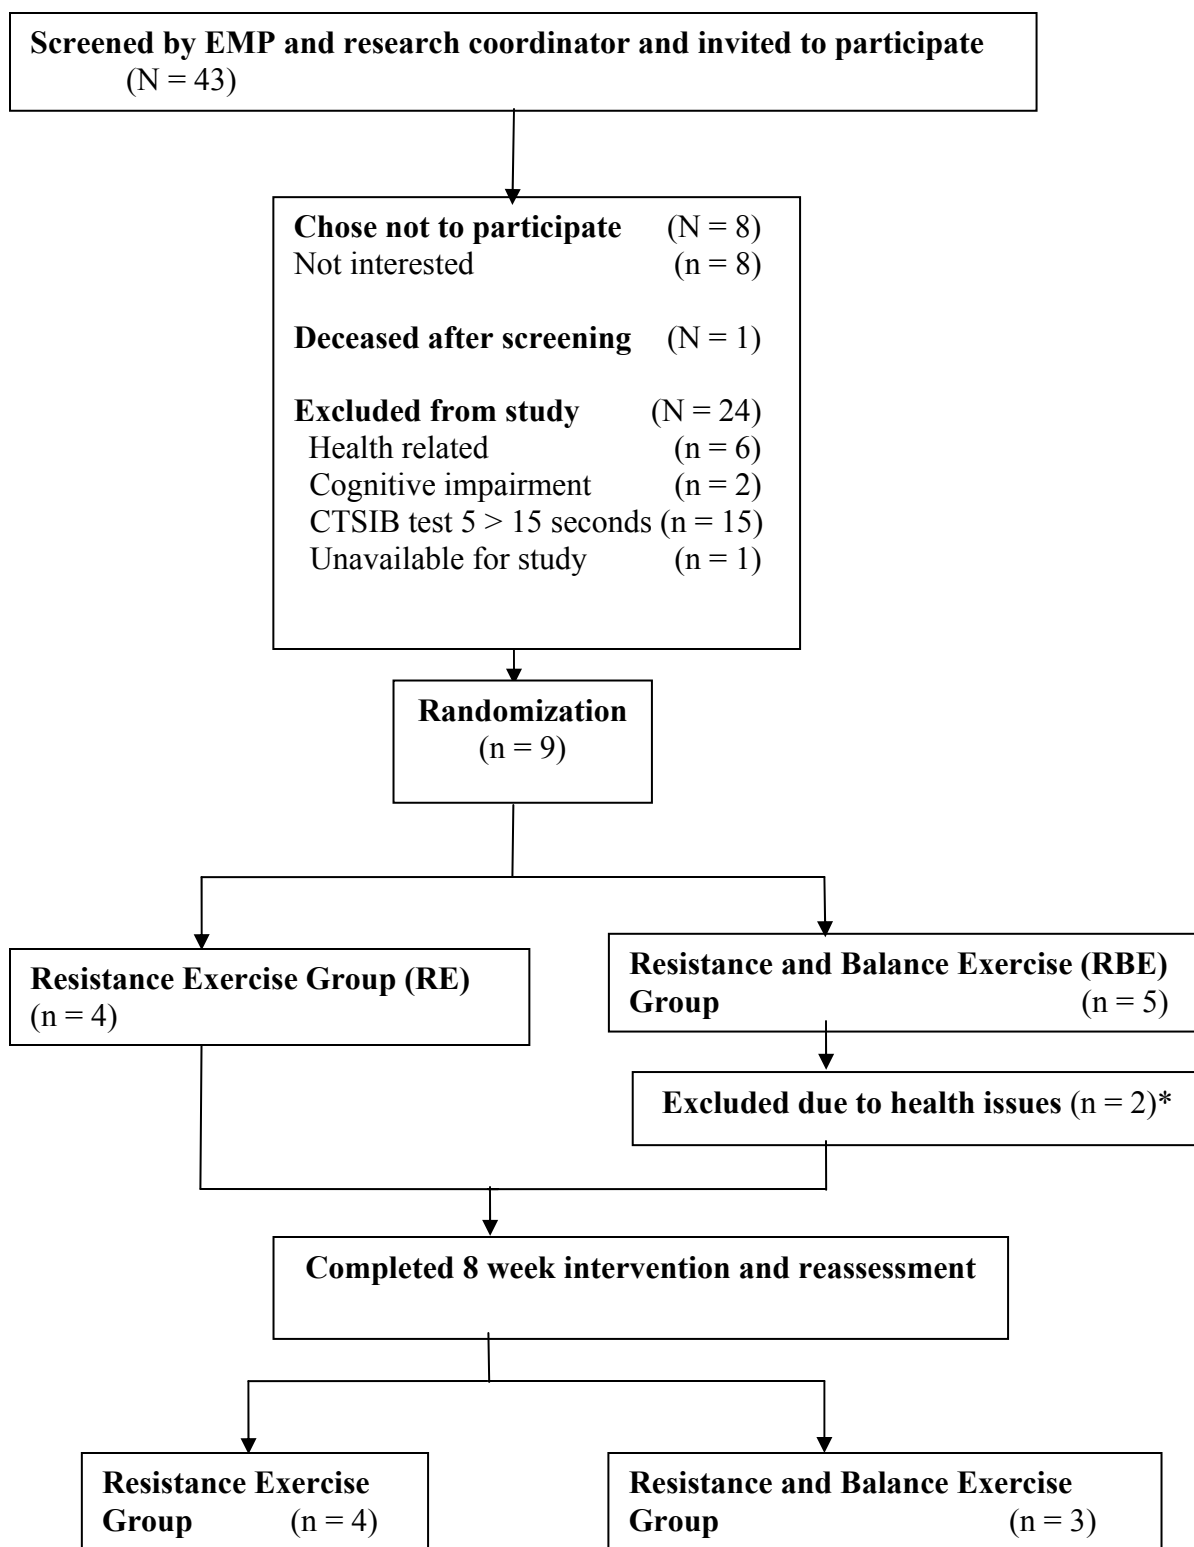 Screened by EMP and research coordinator and invited to participate
(N = 43)
Chose not to participate (N = 8)
Not interested (n = 8)
Deceased after screening (N = 1)
Excluded from study (N = 24)
Health related (n = 6)
Cognitive impairment (n = 2)
CTSIB test 5 > 15 seconds (n = 15)
Unavailable for study (n = 1)
Randomization
(n = 9)
Resistance Exercise Group (RE)
(n = 4)
Resistance and Balance Exercise (RBE)
Group (n = 5)
Excluded due to health issues (n = 2)*
Completed 8 week intervention and reassessment
Resistance Exercise
Group (n = 4)
Resistance and Balance Exercise
Group (n = 3)